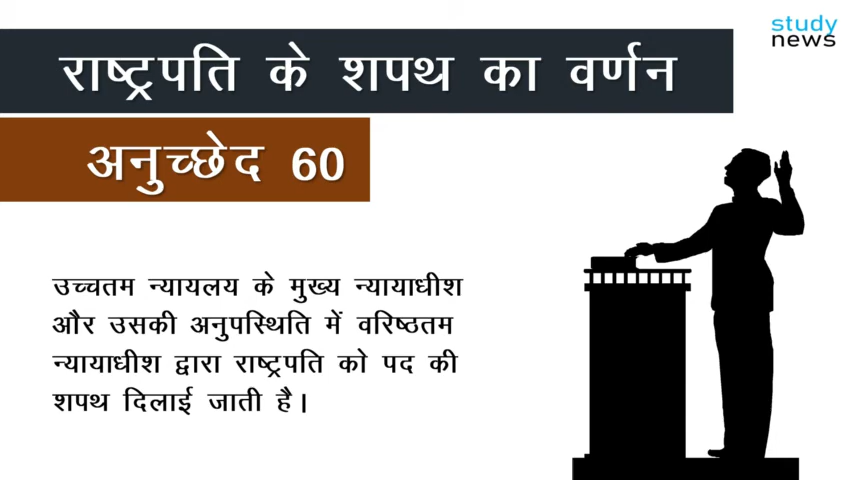 study
news
राष्ट्रपति के शपथ का वर्णन
अनुच्छेद 60
उच्चतम न्यायलय के मुख्य न्यायाधीश
और उसकी अनुपस्थिति में वरिष्ठतम
न्यायाधीश द्वारा राष्ट्रपति को पद की
शपथ दिलाई जाती है।